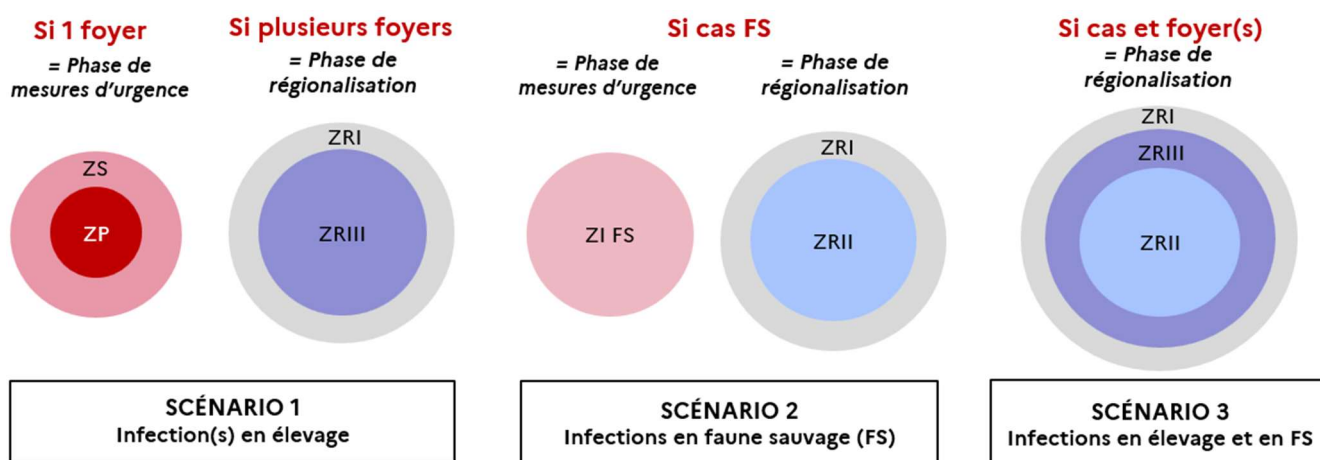 Si 1 foyer
= Phase de
mesures d'urgence
ZS
ZP
Si plusieurs foyers
= Phase de
régionalisation
ZRI
ZRIII
SCÉNARIO 1
Infection(s) en élevage
Si cas FS
= Phase de
mesures d'urgence
ZI FS
= Phase de
régionalisation
ZRI
ZRII
SCÉNARIO 2
Infections en faune sauvage (FS)
Si cas et foyer(s)
= Phase de
régionalisation
ZRI
ZRIII
ZRII
SCÉNARIO 3
Infections en élevage et en FS